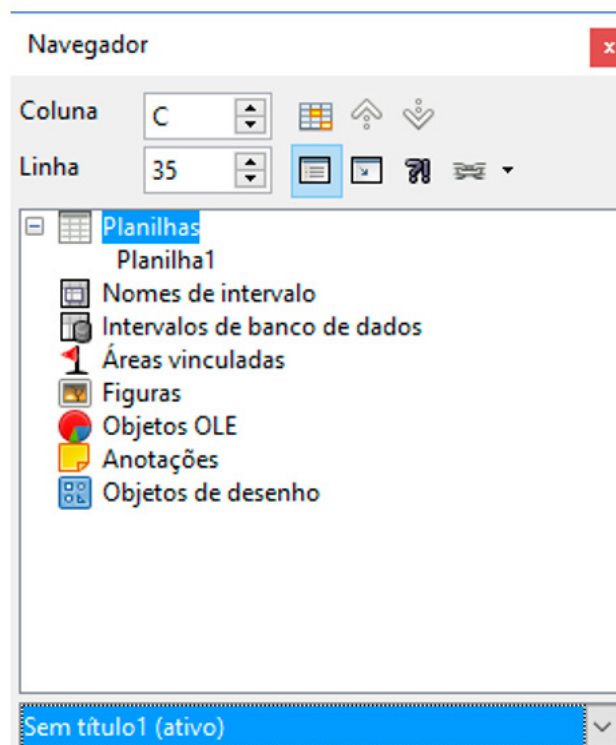 Navegador
Coluna C
Linha 35
Planilhas
Planilha1
Nomes de intervalo
Intervalos de banco de dados
Áreas vinculadas
Figuras
Objetos OLE
Anotações
Objetos de desenho
Sem título1 (ativo)